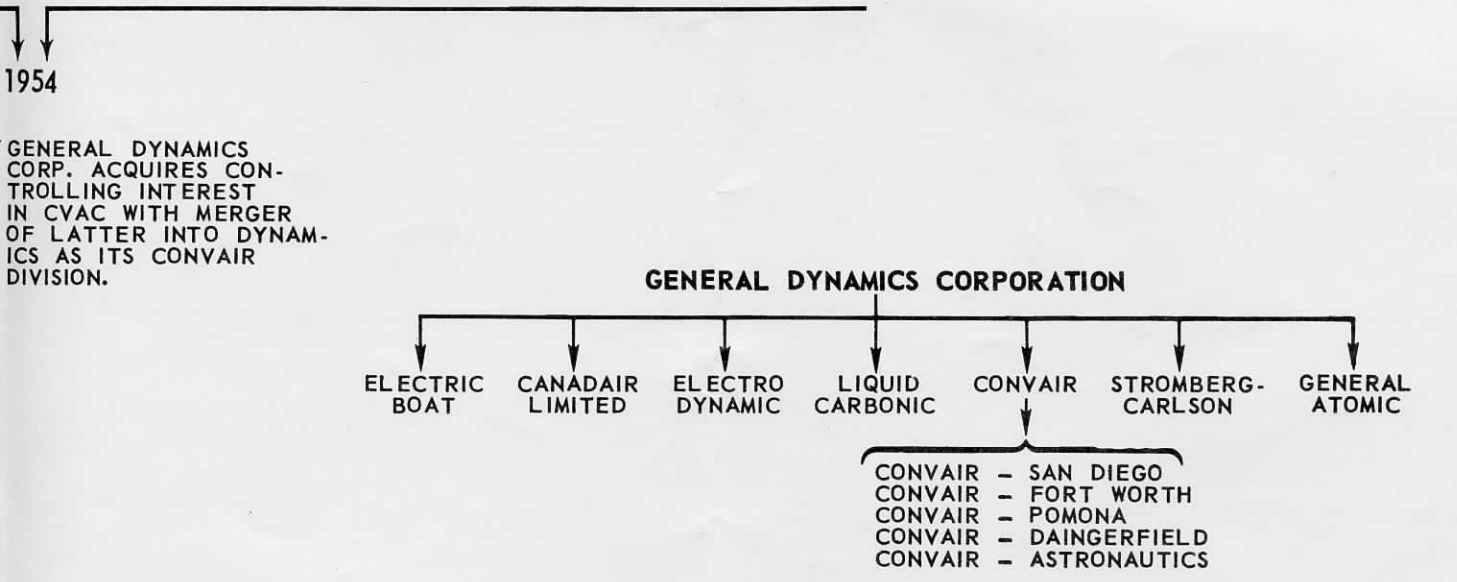 1954
GENERAL DYNAMICS
CORP. ACQUIRES CON-
TROLLING INTEREST
IN CVAC WITH MERGER
OF LATTER INTO DYNAM-
ICS AS ITS CONVAIR
DIVISION.
GENERAL DYNAMICS CORPORATION
ELECTRIC
BOAT
CANADAIR
LIMITED
ELECTRO
DYNAMIC
LIQUID
CARBONIC
CONVAIR
STROMBERG-
CARLSON
GENERAL
ATOMIC
CONVAIR – SAN DIEGO
CONVAIR – FORT WORTH
CONVAIR – POMONA
CONVAIR – DAINGERFIELD
CONVAIR – ASTRONAUTICS